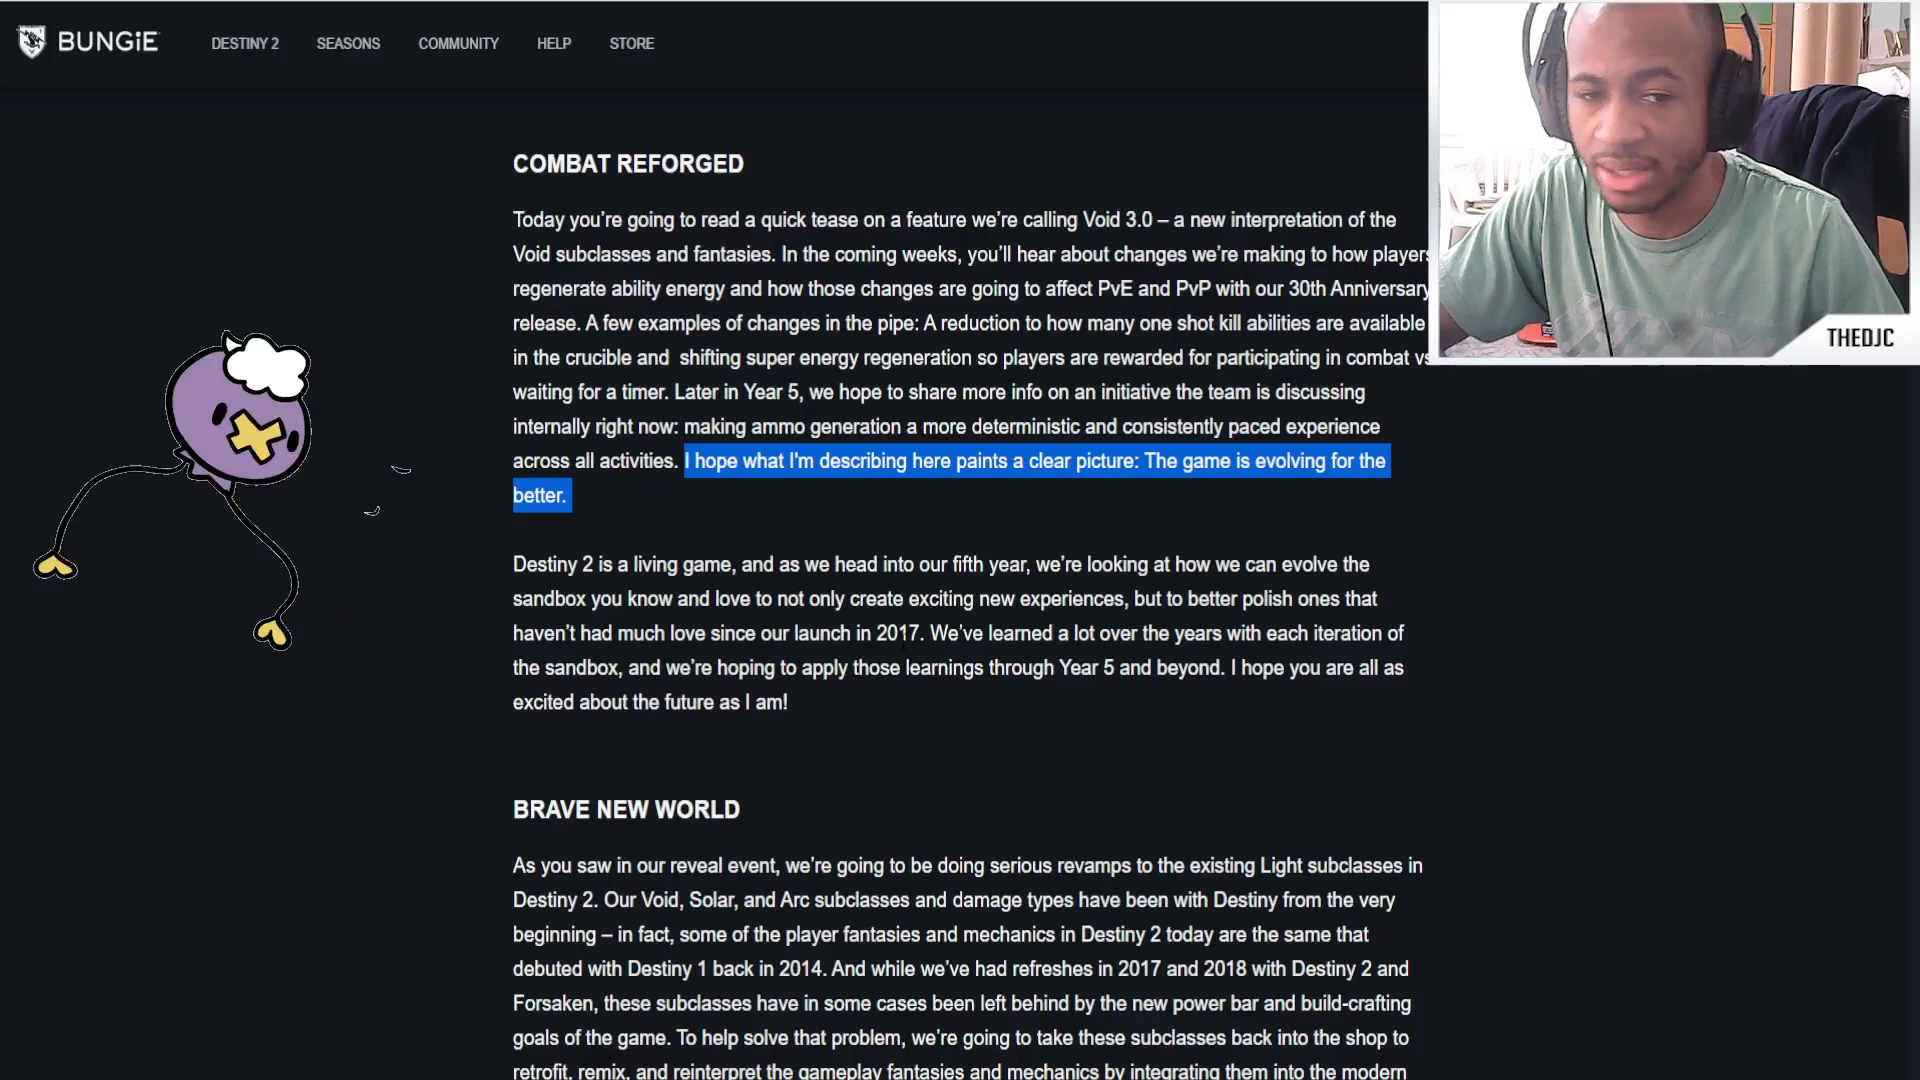 BUNGiE DESTINY 2 SEASONS COMMUNITY HELP STORE
COMBAT REFORGED
Today you’re going to read a quick tease on a feature we’re calling Void 3.0 – a new interpretation of the
Void subclasses and fantasies. In the coming weeks, you’ll hear about changes we’re making to how players
regenerate ability energy and how those changes are going to affect PvE and PvP with our 30th Anniversary
release. A few examples of changes in the pipe: A reduction to how many one shot kill abilities are available
in the crucible and  shifting super energy regeneration so players are rewarded for participating in combat vs
waiting for a timer. Later in Year 5, we hope to share more info on an initiative the team is discussing
internally right now: making ammo generation a more deterministic and consistently paced experience
across all activities. I hope what I'm describing here paints a clear picture: The game is evolving for the
better.
Destiny 2 is a living game, and as we head into our fifth year, we’re looking at how we can evolve the
sandbox you know and love to not only create exciting new experiences, but to better polish ones that
haven’t had much love since our launch in 2017. We’ve learned a lot over the years with each iteration of
the sandbox, and we’re hoping to apply those learnings through Year 5 and beyond. I hope you are all as
excited about the future as I am!
BRAVE NEW WORLD
As you saw in our reveal event, we’re going to be doing serious revamps to the existing Light subclasses in
Destiny 2. Our Void, Solar, and Arc subclasses and damage types have been with Destiny from the very
beginning – in fact, some of the player fantasies and mechanics in Destiny 2 today are the same that
debuted with Destiny 1 back in 2014. And while we’ve had refreshes in 2017 and 2018 with Destiny 2 and
Forsaken, these subclasses have in some cases been left behind by the new power bar and build-crafting
goals of the game. To help solve that problem, we’re going to take these subclasses back into the shop to
retrofit, remix, and reinterpret the gameplay fantasies and mechanics by integrating them into the modern
THEDJC